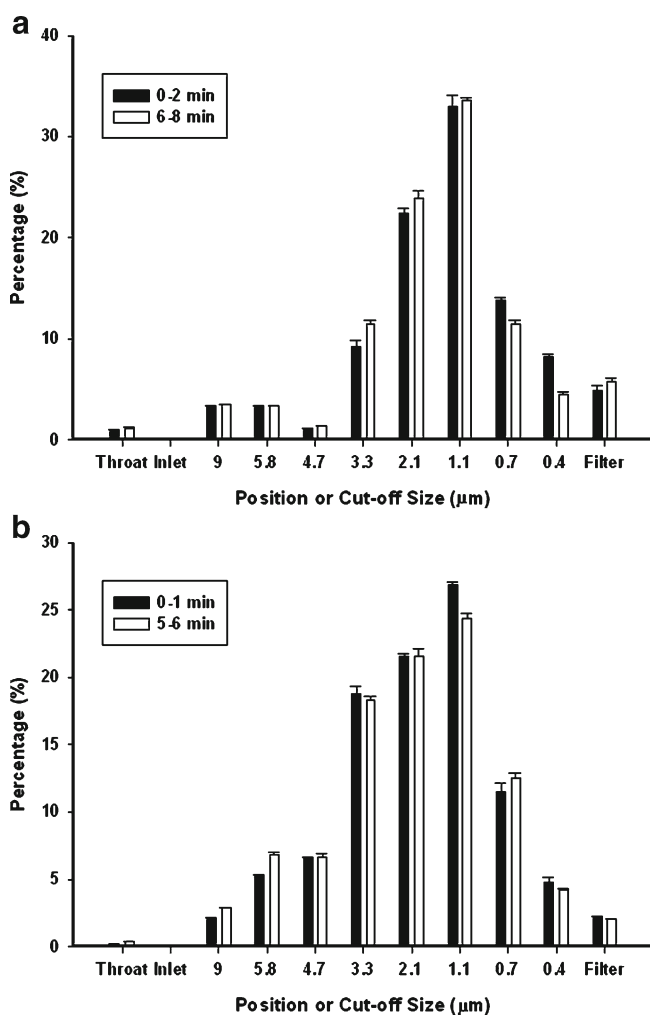 a
40
30
20
10
0
Percentage (%)
0-2 min
6-8 min
Throat Inlet 9 5.8 4.7 3.3 2.1 1.1 0.7 0.4 Filter
Position or Cut-off Size (μm)
b
30
25
20
15
10
5
0
Percentage (%)
0-1 min
5-6 min
Throat Inlet 9 5.8 4.7 3.3 2.1 1.1 0.7 0.4 Filter
Position or Cut-off Size (μm)